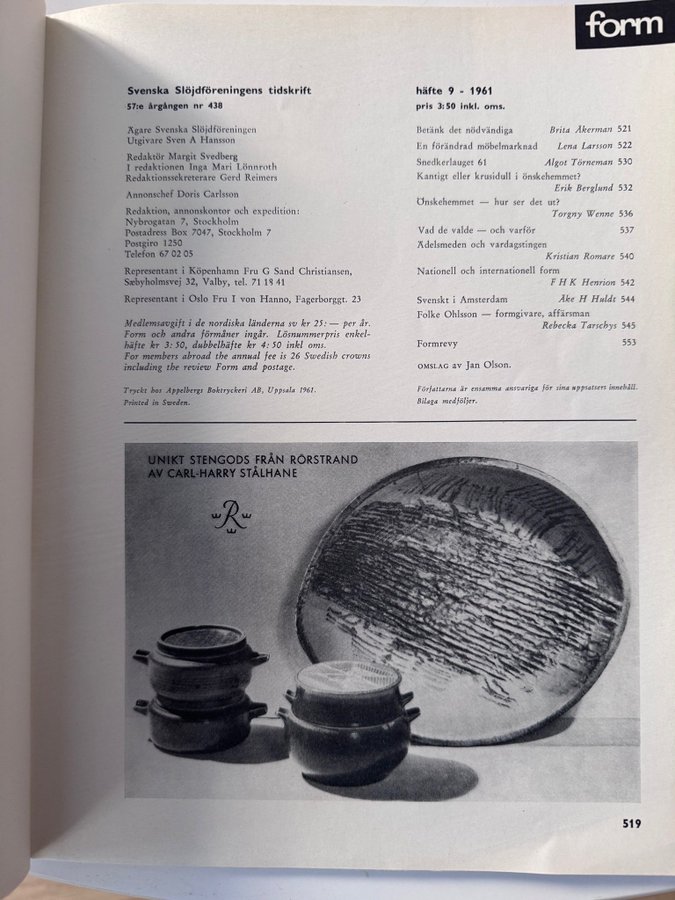 form
Svenska Slöjdföreningens tidskrift
57:e årgången nr 438
Ägare Svenska Slöjdföreningen
Utgivare Sven A Hansson
Redaktör Margit Svedberg
I redaktionen Inga Mari Lönnroth
Redaktionssekreterare Gerd Reimers
Annonschef Doris Carlsson
Redaktion, annonskontor och expedition:
Nybrogatan 7, Stockholm
Postadress Box 7047, Stockholm 7
Postgiro 1250
Telefon 67 02 05
Representant i Köpenhamn Fru G Sand Christiansen,
Sæbyholmsvej 32, Valby, tel. 71 18 41
Representant i Oslo Fru I von Hanno, Fagerborggt. 23
Medlemsavgift i de nordiska länderna sv kr 25: — per år.
Form och andra förmåner ingår. Lösnummerpris enkel-
häfte kr 3: 50, dubbelhäfte kr 4: 50 inkl oms.
For members abroad the annual fee is 26 Swedish crowns
including the review Form and postage.
Tryckt hos Appelbergs Boktryckeri AB, Uppsala 1961.
Printed in Sweden.
häfte 9 - 1961
pris 3:50 inkl. oms.
Betänk det nödvändiga Brita Åkerman 521
En förändrad möbelmarknad Lena Larsson 522
Snedkerlauget 61 Algot Törneman 530
Kantigt eller krusidull i önskehemmet?
Erik Berglund 532
Önskehemmet — hur ser det ut?
Torgny Wenne 536
Vad de valde — och varför 537
Ädelsmeden och vardagstingen
Kristian Romare 540
Nationell och internationell form
F H K Henrion 542
Svenskt i Amsterdam Åke H Huldt 544
Folke Ohlsson — formgivare, affärsman
Rebecka Tarschys 545
Formrevy 553
OMSLAG av Jan Olson.
Författarna är ensamma ansvariga för sina uppsatsers innehåll.
Bilaga medföljer.
UNIKT STENGODS FRÅN RÖRSTRAND
AV CARL-HARRY STÅLHANE
R
519